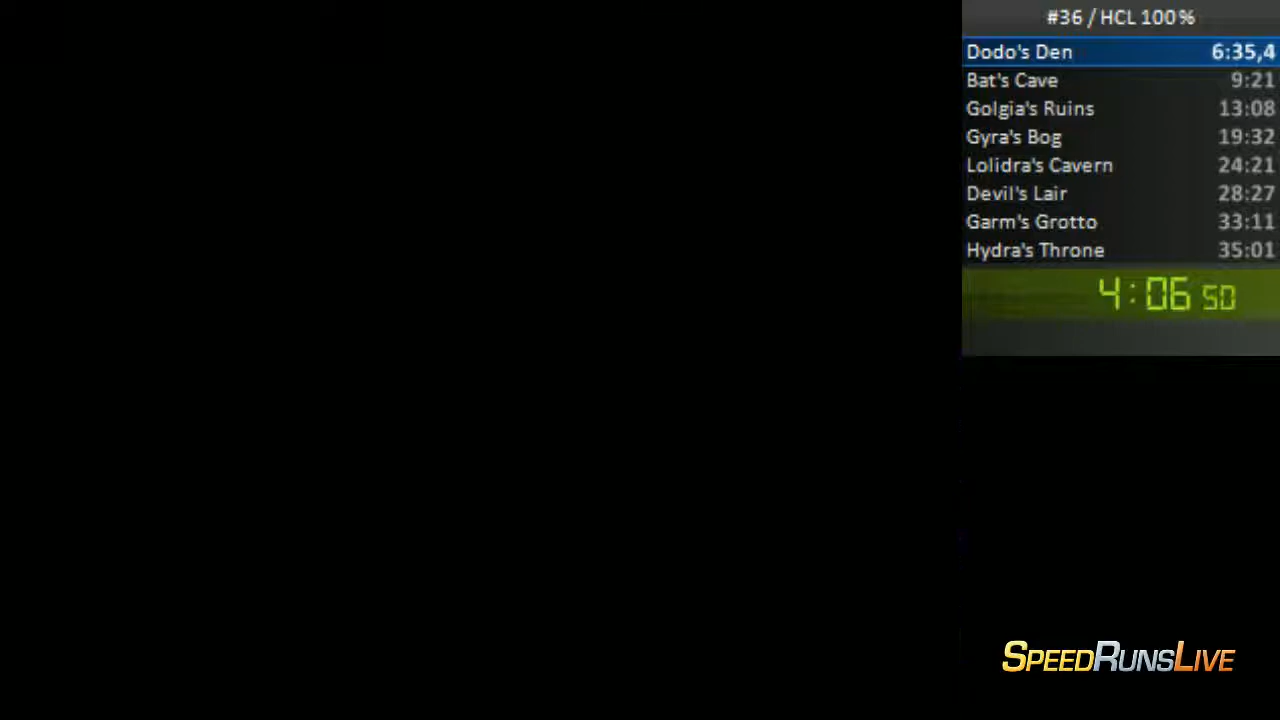 #36 / HCL 100%
Dodo's Den 6:35,4
Bat's Cave 9:21
Golgia's Ruins 13:08
Gyra's Bog 19:32
Lolidra's Cavern 24:21
Devil's Lair 28:27
Garm's Grotto 33:11
Hydra's Throne 35:01
4:06 50
SPEEDRUNSLIVE